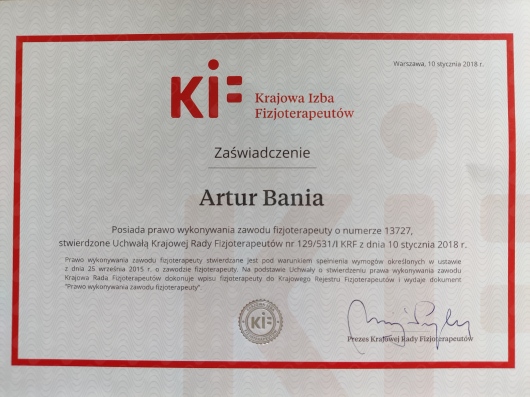 Warszawa, 10 stycznia 2018 r.
KiF
Krajowa Izba
Fizjoterapeutów
Zaświadczenie
Artur Bania
Posiada prawo wykonywania zawodu fizjoterapeuty o numerze 13727,
stwierdzone Uchwałą Krajowej Rady Fizjoterapeutów nr 129/531/I KRF z dnia 10 stycznia 2018 r.
Prawo wykonywania zawodu fizjoterapeuty stwierdzane jest pod warunkiem spełnienia wymogów określonych w ustawie
z dnia 25 września 2015 r. o zawodzie fizjoterapeuty. Na podstawie Uchwały o stwierdzeniu prawa wykonywania zawodu
Krajowa Rada Fizjoterapeutów dokonuje wpisu fizjoterapeuty do Krajowego Rejestru Fizjoterapeutów i wydaje dokument
"Prawo wykonywania zawodu fizjoterapeuty".
KiF
Prezes Krajowej Rady Fizjoterapeutów